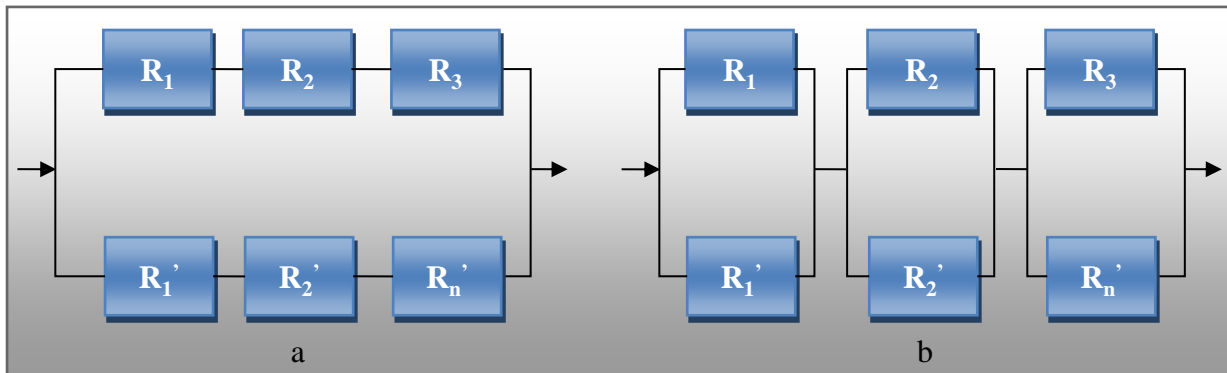 R₁ R₂ R₃ R₁ R₂ R₃
R₁’ R₂’ Rₙ’ R₁’ R₂’ Rₙ’
a b